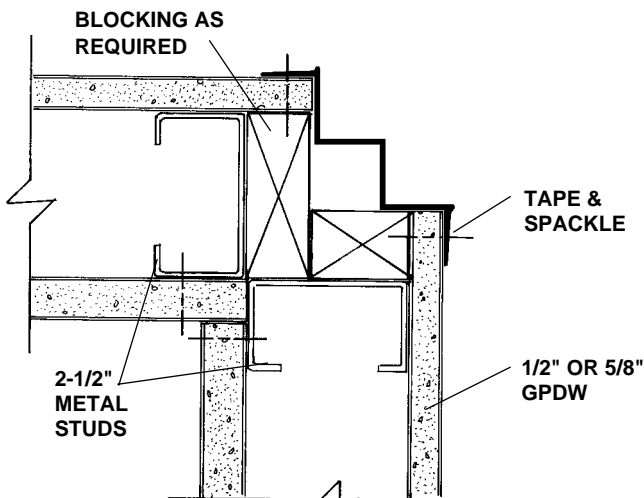 BLOCKING AS
REQUIRED
TAPE &
SPACKLE
2-1/2"
METAL
STUDS
1/2" OR 5/8"
GPDW